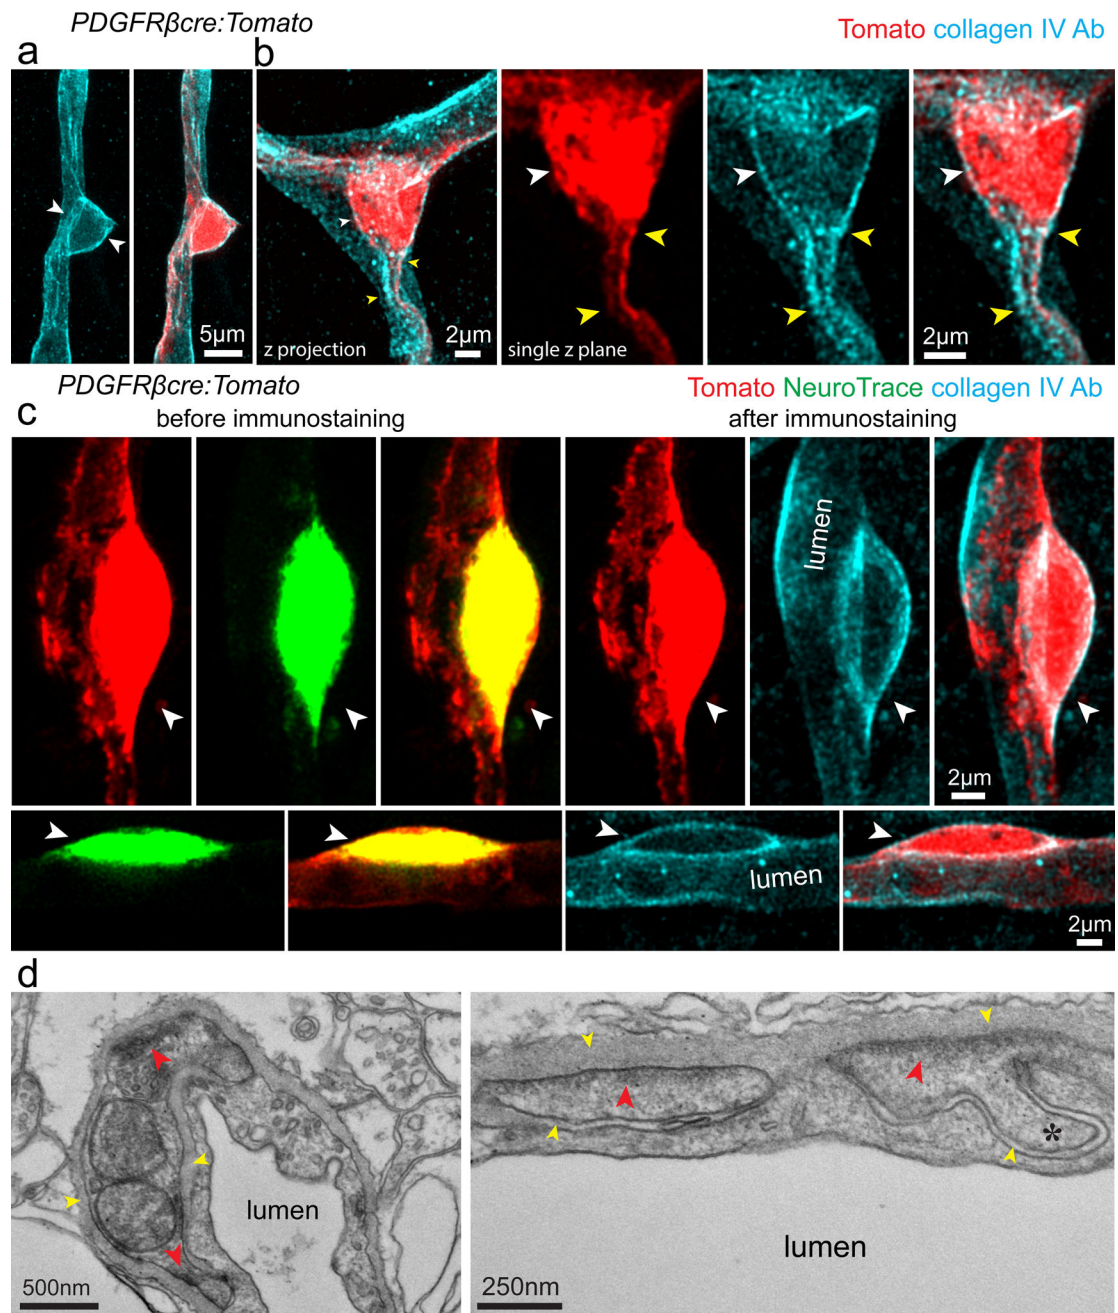 PDGFRβcre:Tomato
Tomato collagen IV Ab
a
b
5µm
z projection
2µm
single z plane
2µm
PDGFRβcre:Tomato
Tomato NeuroTrace collagen IV Ab
c
before immunostaining
after immunostaining
lumen
2µm
lumen
2µm
d
lumen
500nm
*
lumen
250nm